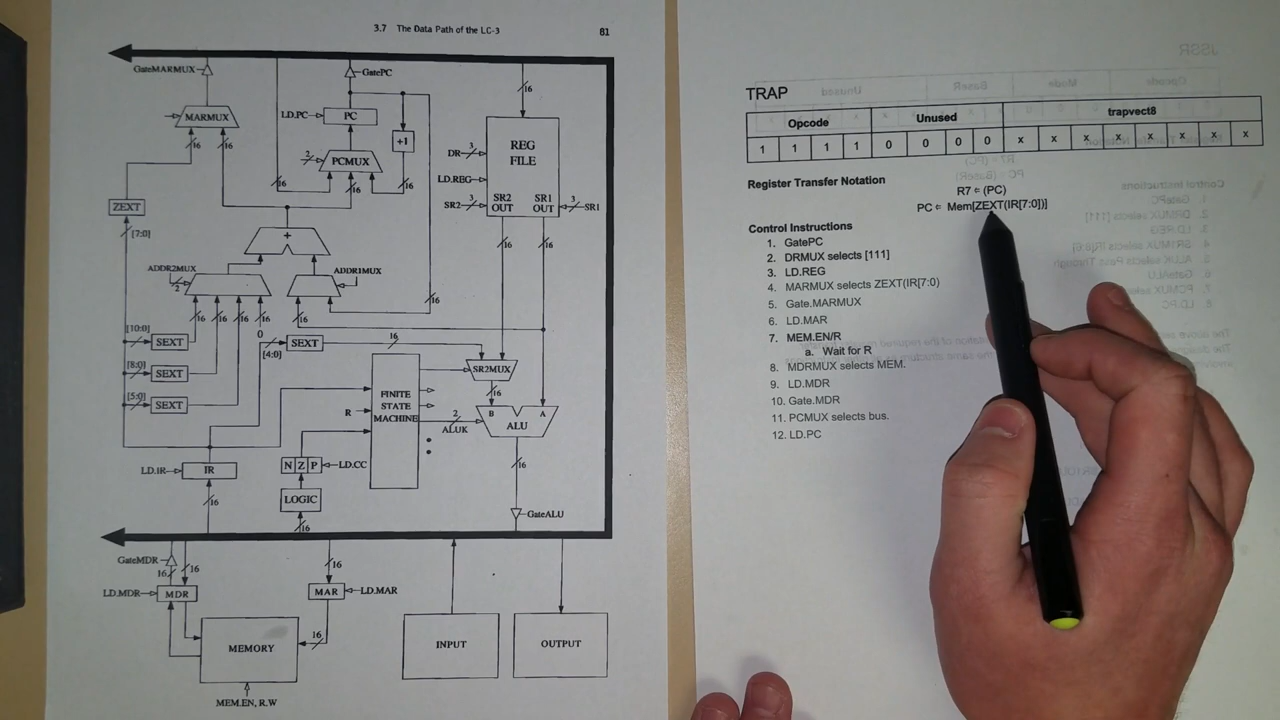 3.7 The Data Path of the LC-3 81
GateMARMUX
GatePC
16
MARMUX
LD.PC
PC
+1
16
16
2
PCMUX
16
16
16
DR
3
LD.REG
SR2
3
REG
FILE
SR2
OUT
SR1
OUT
3
SR1
ZEXT
[7:0]
+
16
16
ADDR2MUX
2
ADDR1MUX
16
16
16
16
16
16
0
[10:0]
SEXT
[4:0]
SEXT
16
[8:0]
SEXT
[5:0]
SEXT
SR2MUX
16
FINITE
STATE
MACHINE
R
2
ALUK
B
A
ALU
LD.IR
IR
N Z P
LD.CC
16
LOGIC
16
16
GateALU
GateMDR
16
16
16
LD.MDR
MDR
MAR
LD.MAR
16
MEMORY
INPUT
OUTPUT
MEM.EN, R.W
TRAP
Opcode Unused trapvect8
1 1 1 1 0 0 0 0 x x x x x x x x
Register Transfer Notation
R7 ⇐ (PC)
PC ⇐ Mem[ZEXT(IR[7:0])]
Control Instructions
1. GatePC
2. DRMUX selects [111]
3. LD.REG
4. MARMUX selects ZEXT(IR[7:0)
5. Gate.MARMUX
6. LD.MAR
7. MEM.EN/R
a. Wait for R
8. MDRMUX selects MEM.
9. LD.MDR
10. Gate.MDR
11. PCMUX selects bus.
12. LD.PC